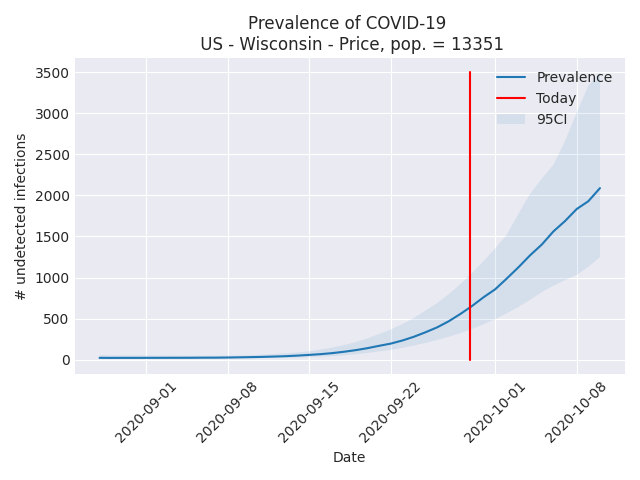 Prevalence of COVID-19
US - Wisconsin - Price, pop. = 13351
3500
3000
2500
2000
1500
1000
500
0
# undetected infections
Prevalence
Today
95CI
2020-09-01
2020-09-08
2020-09-15
2020-09-22
2020-10-01
2020-10-08
Date